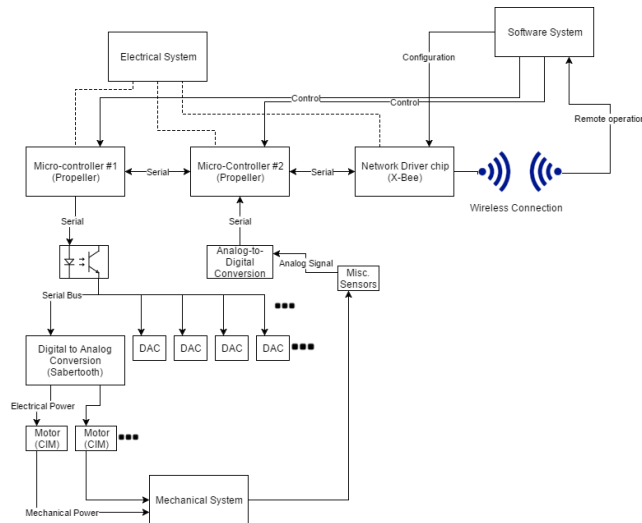 Software System
Electrical System
Configuration
Control
Control
Remote operation
Micro-controller #1
(Propeller)
Serial
Micro-Controller #2
(Propeller)
Serial
Network Driver chip
(X-Bee)
Wireless Connection
Serial
Serial
Analog-to-
Digital
Conversion
Analog Signal
Misc.
Sensors
Serial Bus
Digital to Analog
Conversion
(Sabertooth)
DAC
DAC
DAC
DAC
Electrical Power
Motor
(CIM)
Motor
(CIM)
Mechanical System
Mechanical Power